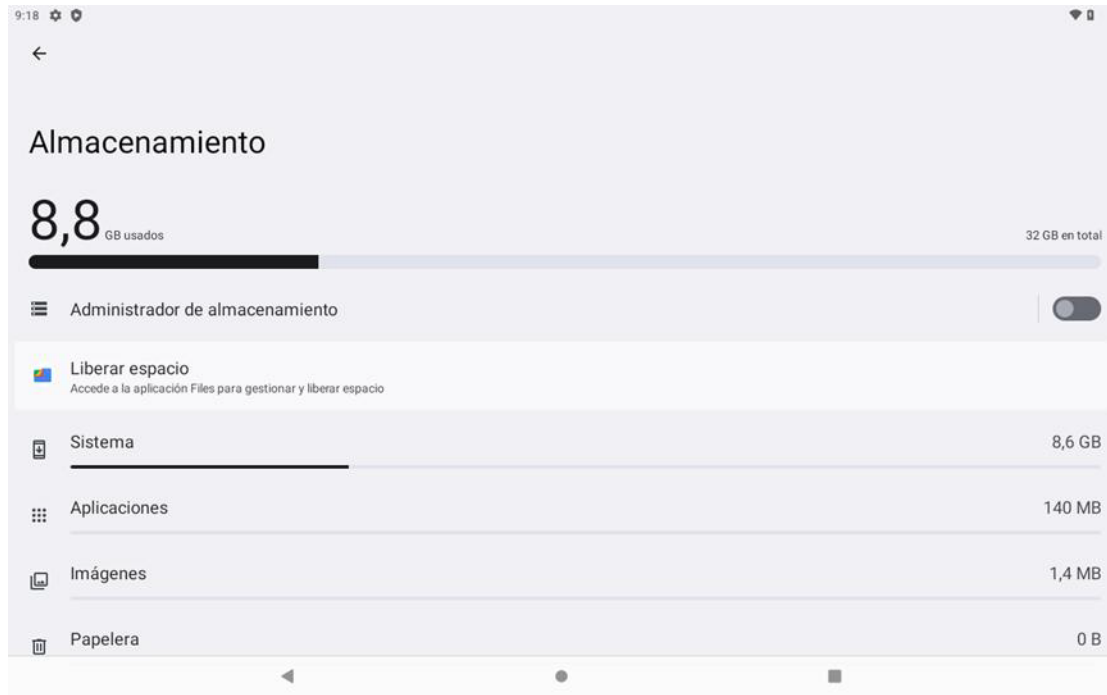 9:18
Almacenamiento
8,8 GB usados
32 GB en total
Administrador de almacenamiento
Liberar espacio
Accede a la aplicación Files para gestionar y liberar espacio
Sistema
8,6 GB
Aplicaciones
140 MB
Imágenes
1,4 MB
Papelera
0 B